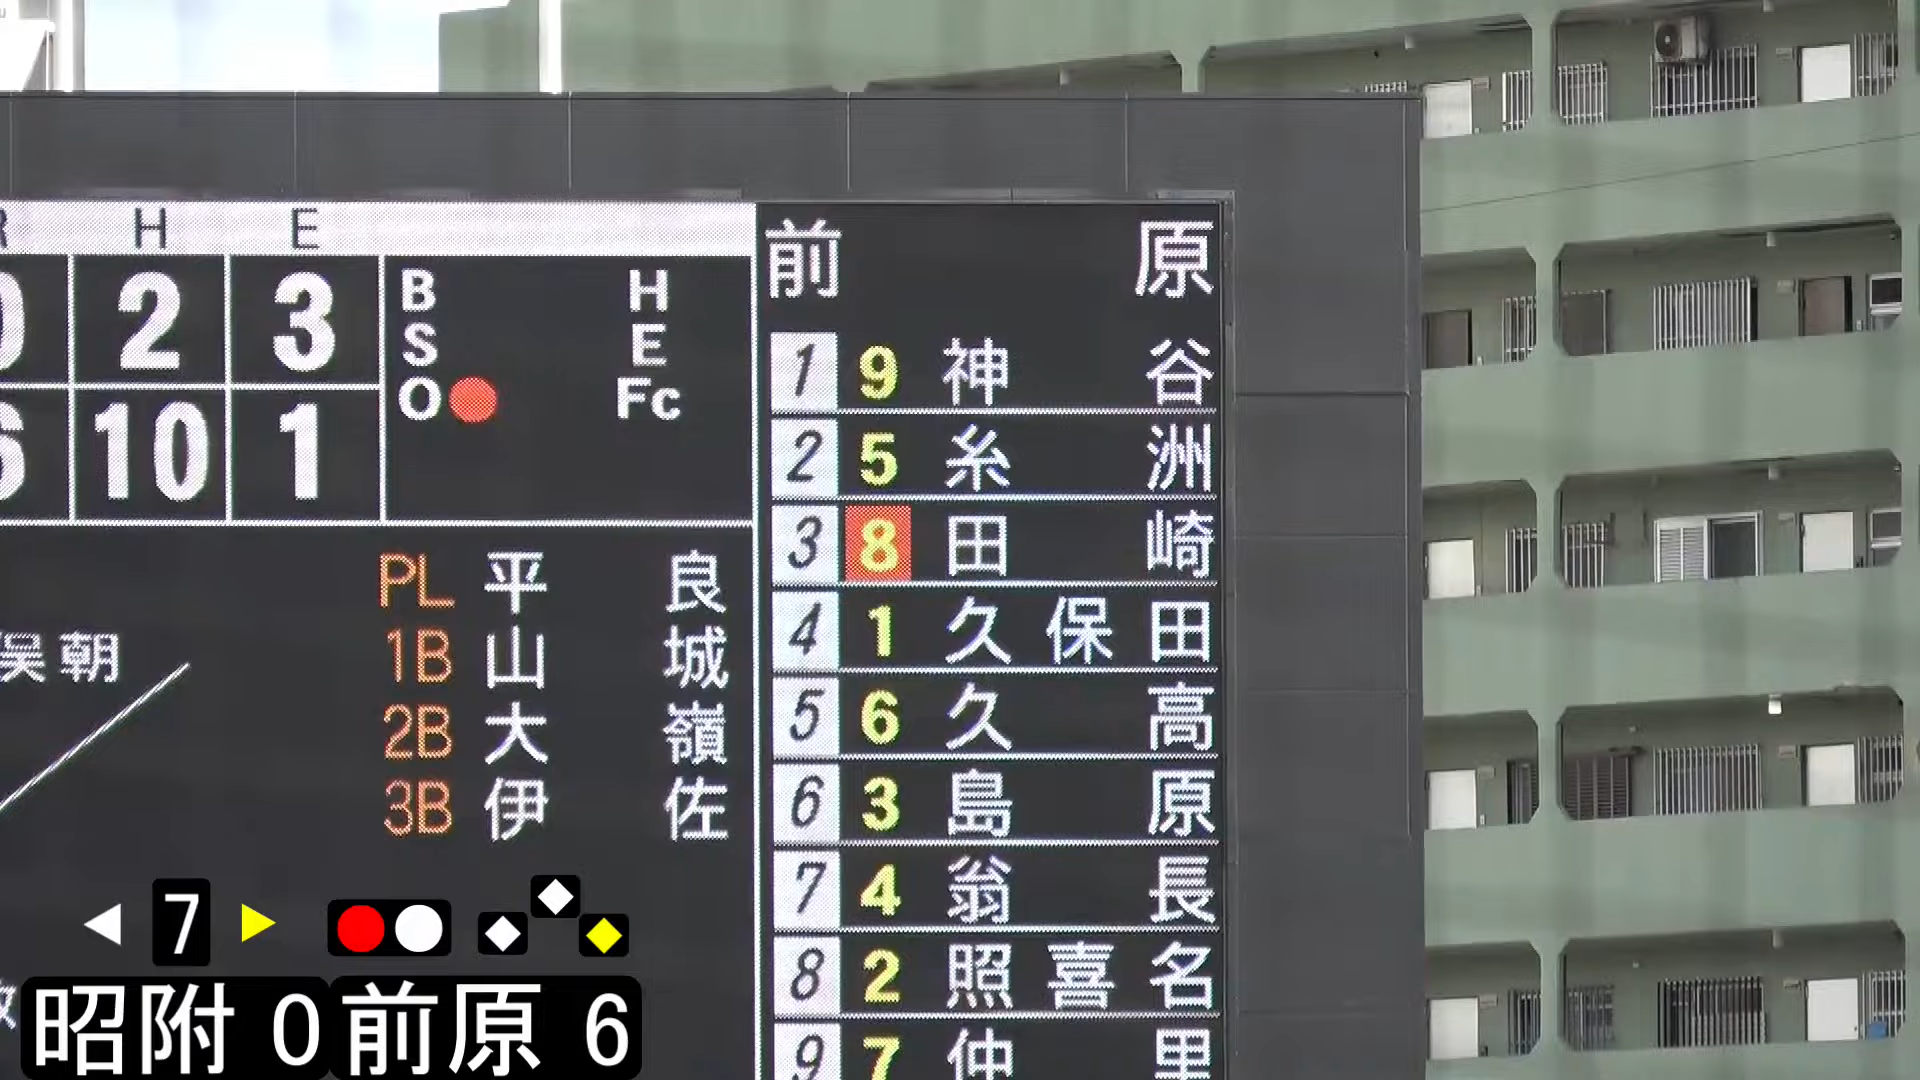 R H E
0 2 3
6 10 1
B H
S E
O Fc
前原
1 9 神谷
2 5 糸洲
3 8 田崎
4 1 久保田
5 6 久高
6 3 島原
7 4 翁長
8 2 照喜名
9 7 仲里
PL 平良
1B 山城
2B 大嶺
3B 伊佐
朝
7
昭附 0 前原 6